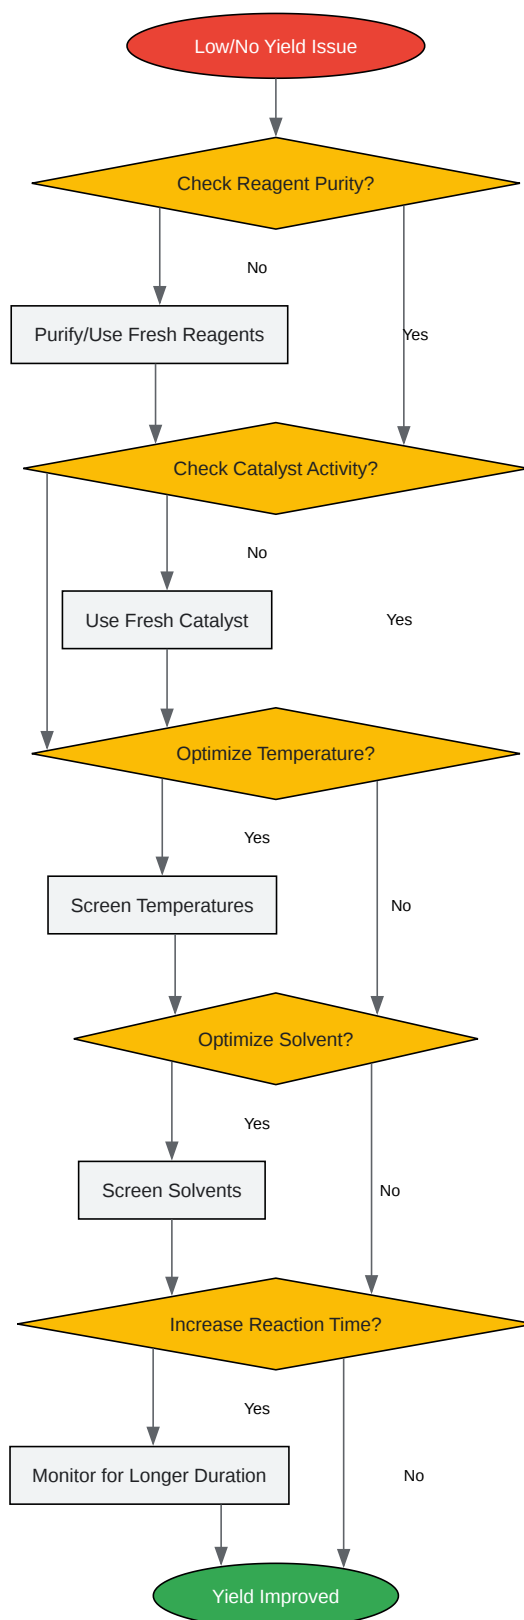 Low/No Yield Issue
Check Reagent Purity?
No
Purify/Use Fresh Reagents
Yes
Check Catalyst Activity?
No
Use Fresh Catalyst
Yes
Optimize Temperature?
Yes
Screen Temperatures
No
Optimize Solvent?
Yes
Screen Solvents
No
Increase Reaction Time?
Yes
Monitor for Longer Duration
No
Yield Improved